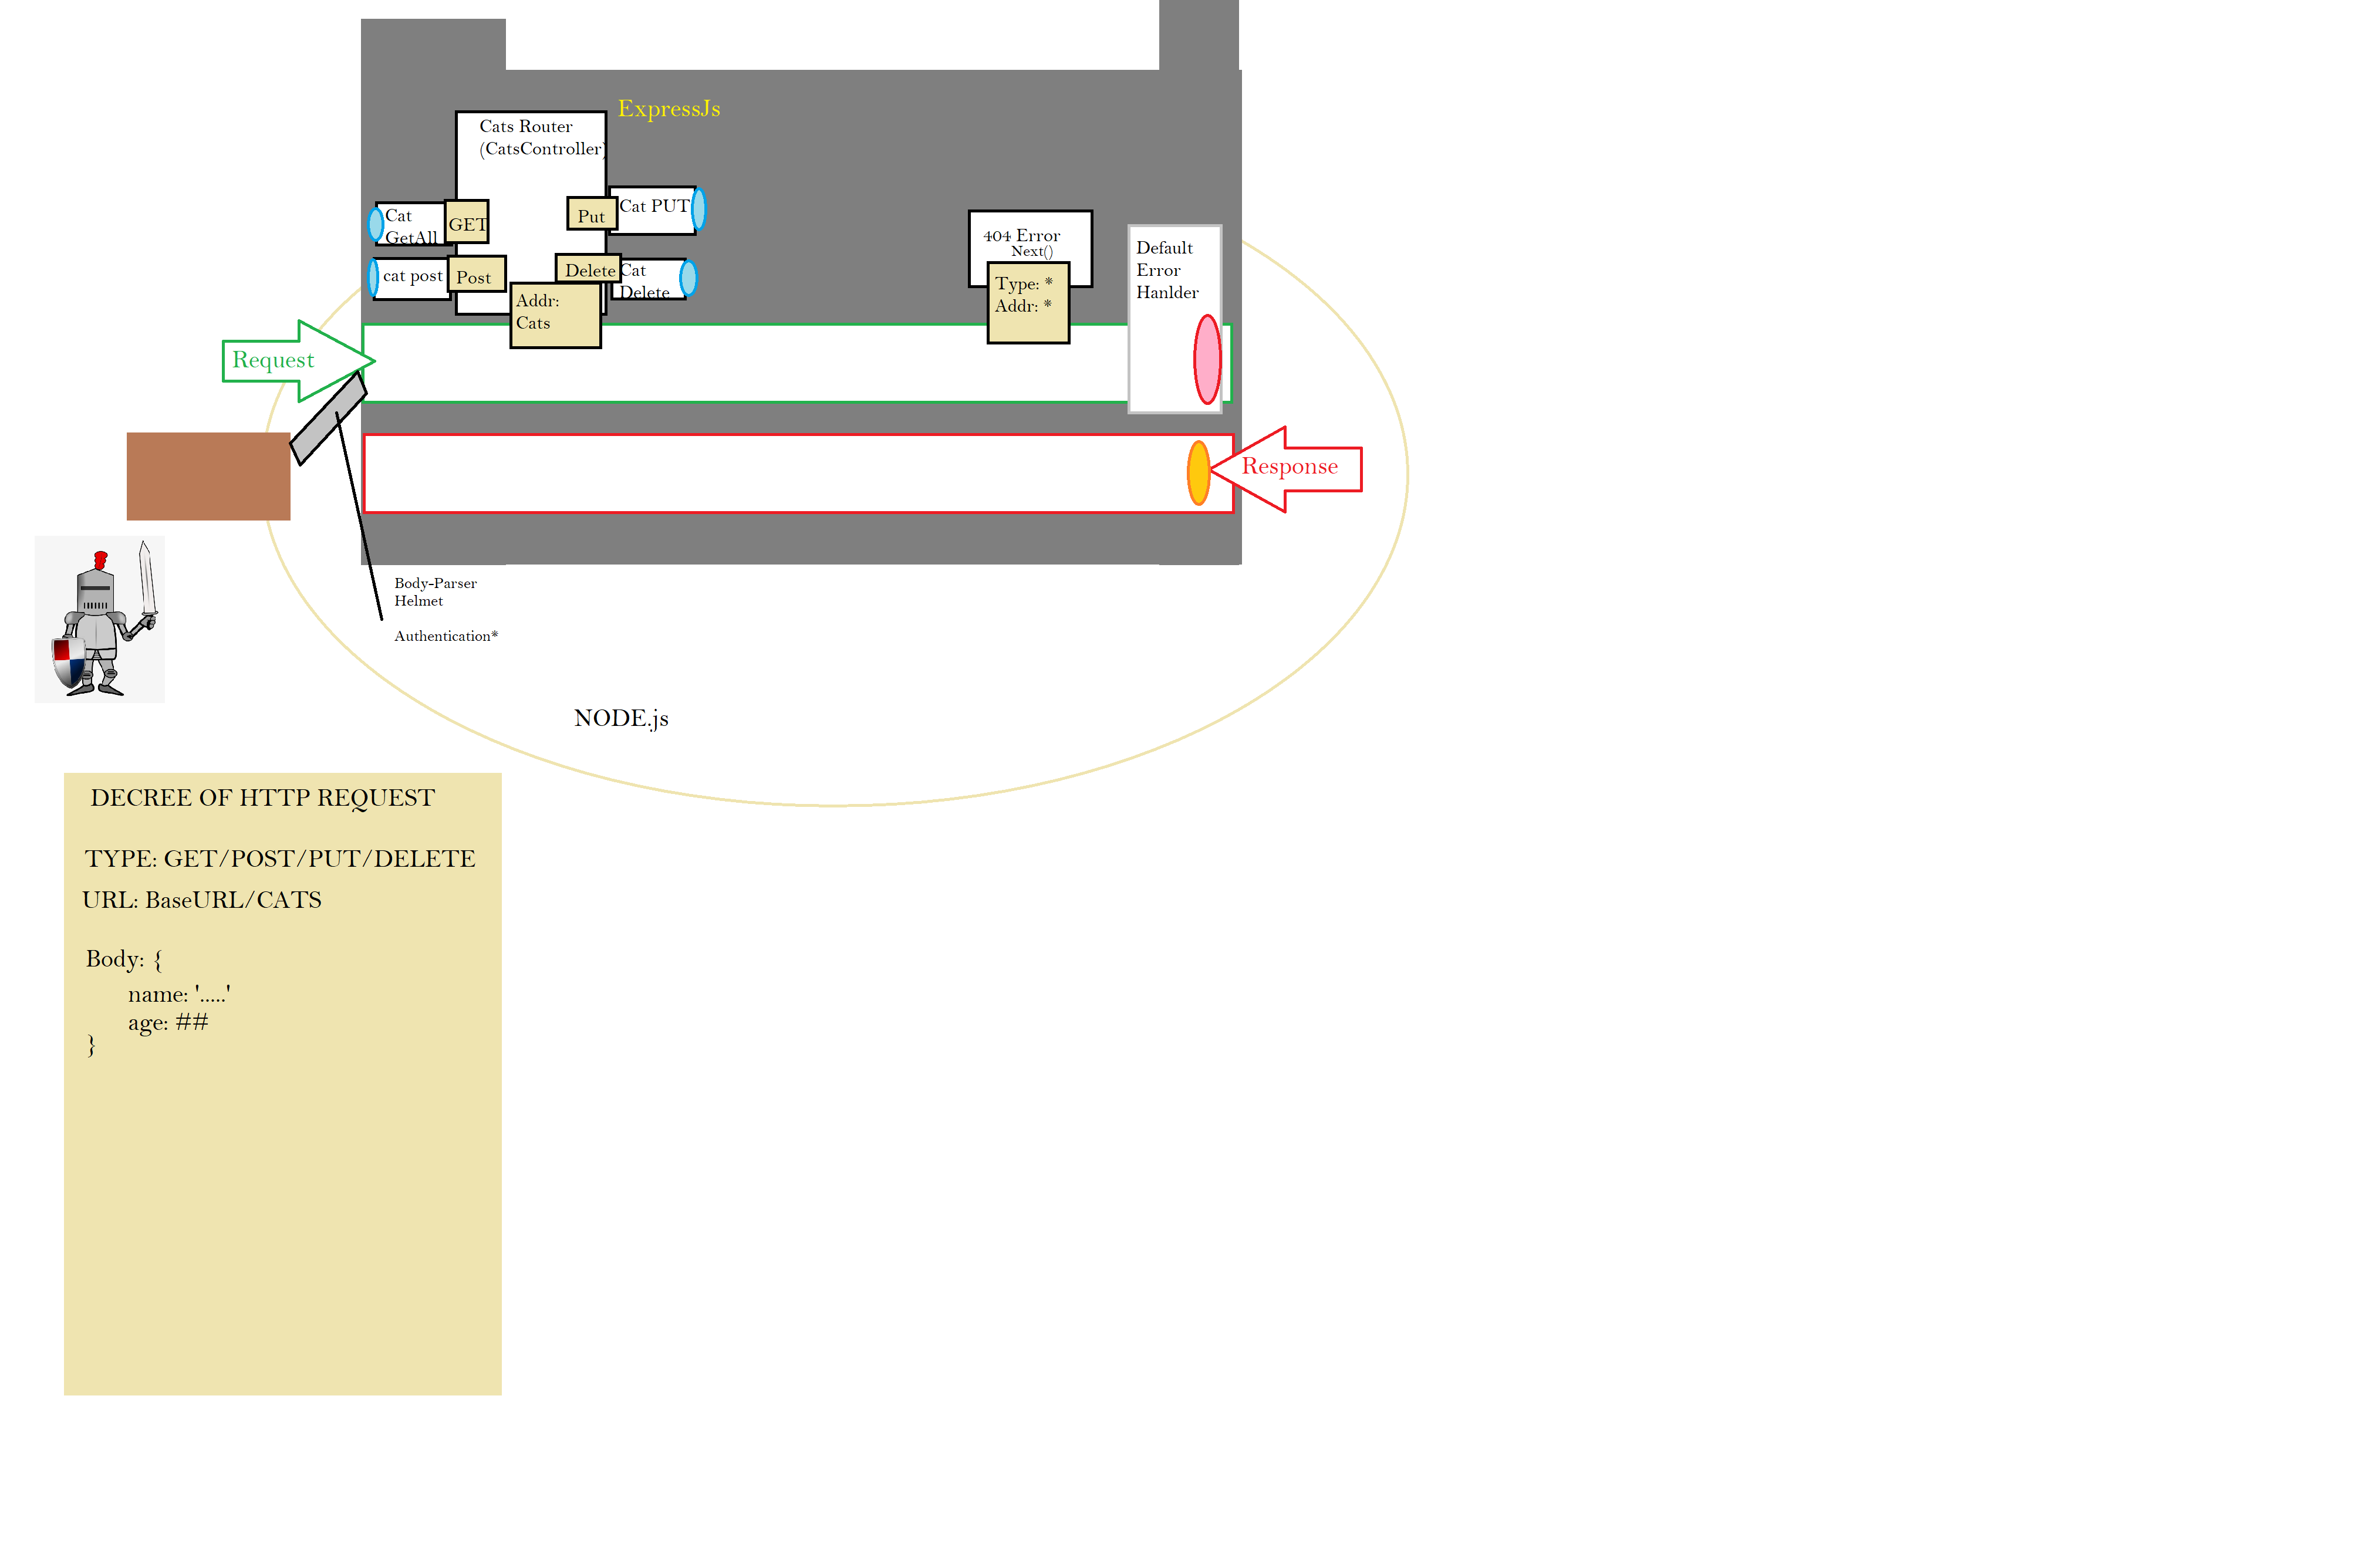 ExpressJs
Cats Router
(CatsController)
Cat
GetAll
GET
Put
Cat PUT
cat post
Post
Delete
Cat
Delete
Addr:
Cats
404 Error
Next()
Type: *
Addr: *
Default
Error
Hanlder
Request
Response
Body-Parser
Helmet
Authentication*
NODE.js
DECREE OF HTTP REQUEST
TYPE: GET/POST/PUT/DELETE
URL: BaseURL/CATS
Body: {
name: '.....'
age: ##
}